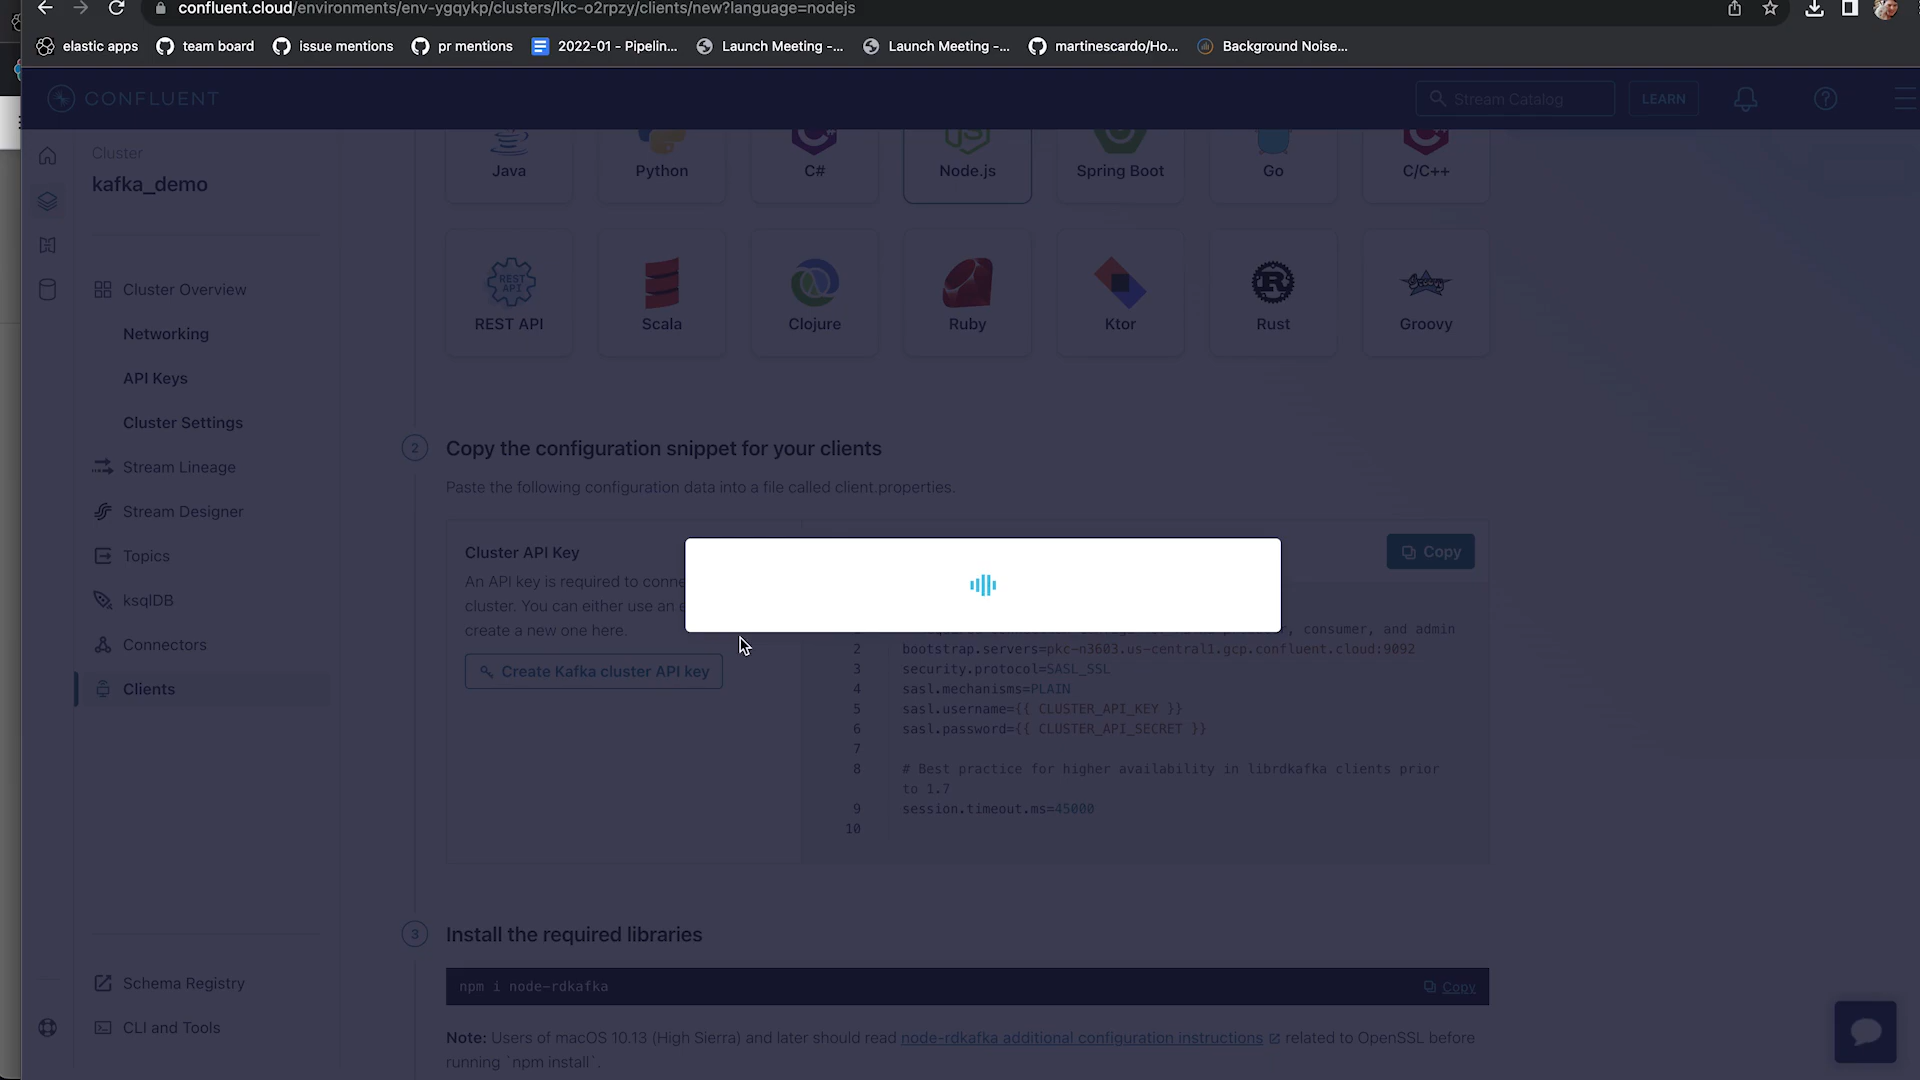 confluent.cloud/environments/env-ygqykp/clusters/lkc-o2rpzy/clients/new?language=nodejs
elastic apps
team board
issue mentions
pr mentions
2022-01 - Pipelin...
Launch Meeting -...
Launch Meeting -...
martinescardo/Ho...
Background Noise...
CONFLUENT
Stream Catalog
LEARN
Cluster
kafka_demo
Cluster Overview
Networking
API Keys
Cluster Settings
Stream Lineage
Stream Designer
Topics
ksqlDB
Connectors
Clients
Schema Registry
CLI and Tools
Java
Python
C#
Node.js
Spring Boot
Go
C/C++
REST API
REST API
Scala
Clojure
Ruby
Ktor
Rust
Groovy
2
Copy the configuration snippet for your clients
Paste the following configuration data into a file called client.properties.
Cluster API Key
An API key is required to conne
cluster. You can either use an e
create a new one here.
Create Kafka cluster API key
Copy
, consumer, and admin
2 bootstrap.servers=pkc-n3603.us-central1.gcp.confluent.cloud:9092
3 security.protocol=SASL_SSL
4 sasl.mechanisms=PLAIN
5 sasl.username={{ CLUSTER_API_KEY }}
6 sasl.password={{ CLUSTER_API_SECRET }}
7
8 # Best practice for higher availability in librdkafka clients prior
to 1.7
9 session.timeout.ms=45000
10
3
Install the required libraries
npm i node-rdkafka
Copy
Note: Users of macOS 10.13 (High Sierra) and later should read node-rdkafka additional configuration instructions related to OpenSSL before
running `npm install`.